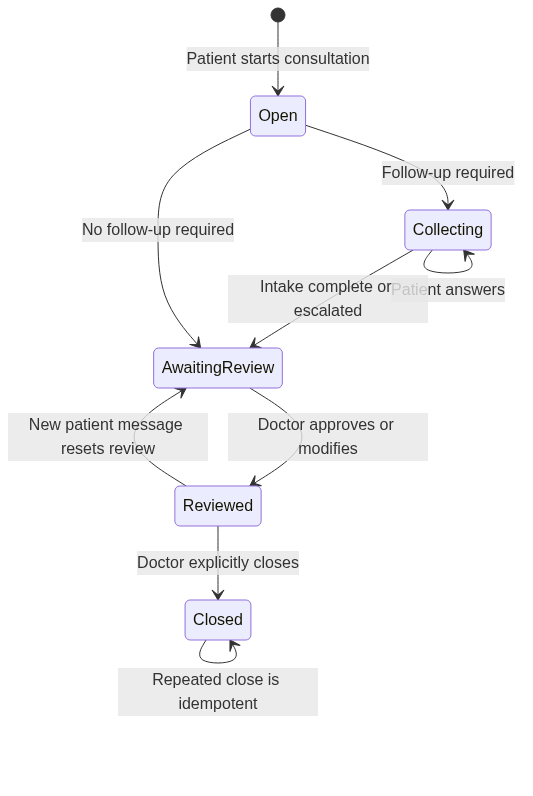 Patient starts consultation
Open
Follow-up required
No follow-up required
Collecting
Intake complete or
escalated
Patient answers
AwaitingReview
New patient message
resets review
Doctor approves or
modifies
Reviewed
Doctor explicitly closes
Closed
Repeated close is
idempotent